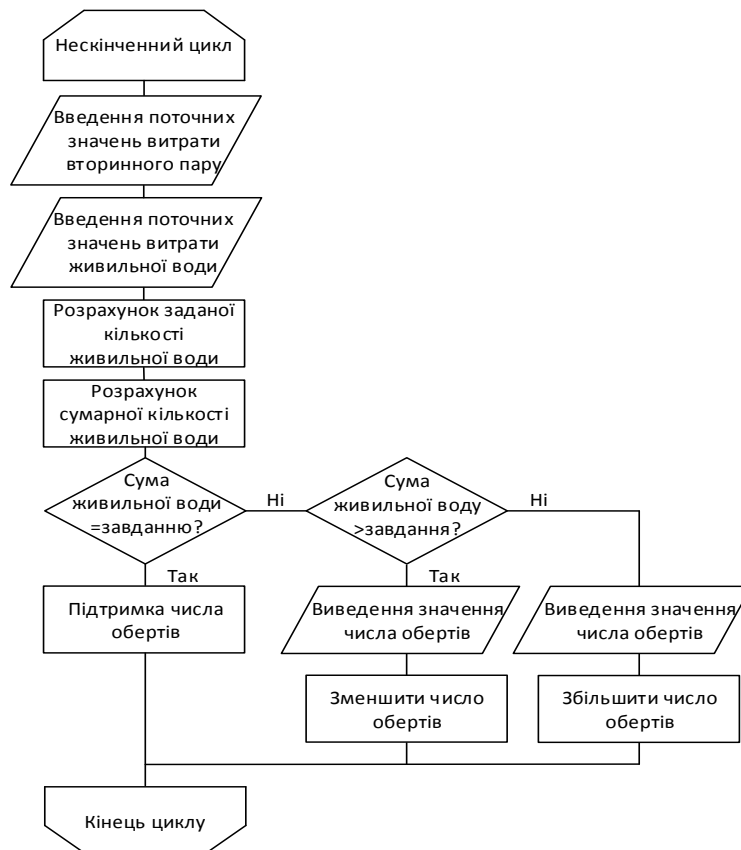 Нескінченний цикл
Введення поточних
значень витрати
вторинного пару
Введення поточних
значень витрати
живильної води
Розрахунок заданої
кількості
живильної води
Розрахунок
сумарної кількості
живильної води
Сума
живильної води
=завданню?
Ні
Сума
живильної воду
>завдання?
Ні
Так
Так
Підтримка числа
обертів
Виведення значення
числа обертів
Виведення значення
числа обертів
Зменшити число
обертів
Збільшити число
обертів
Кінець циклу